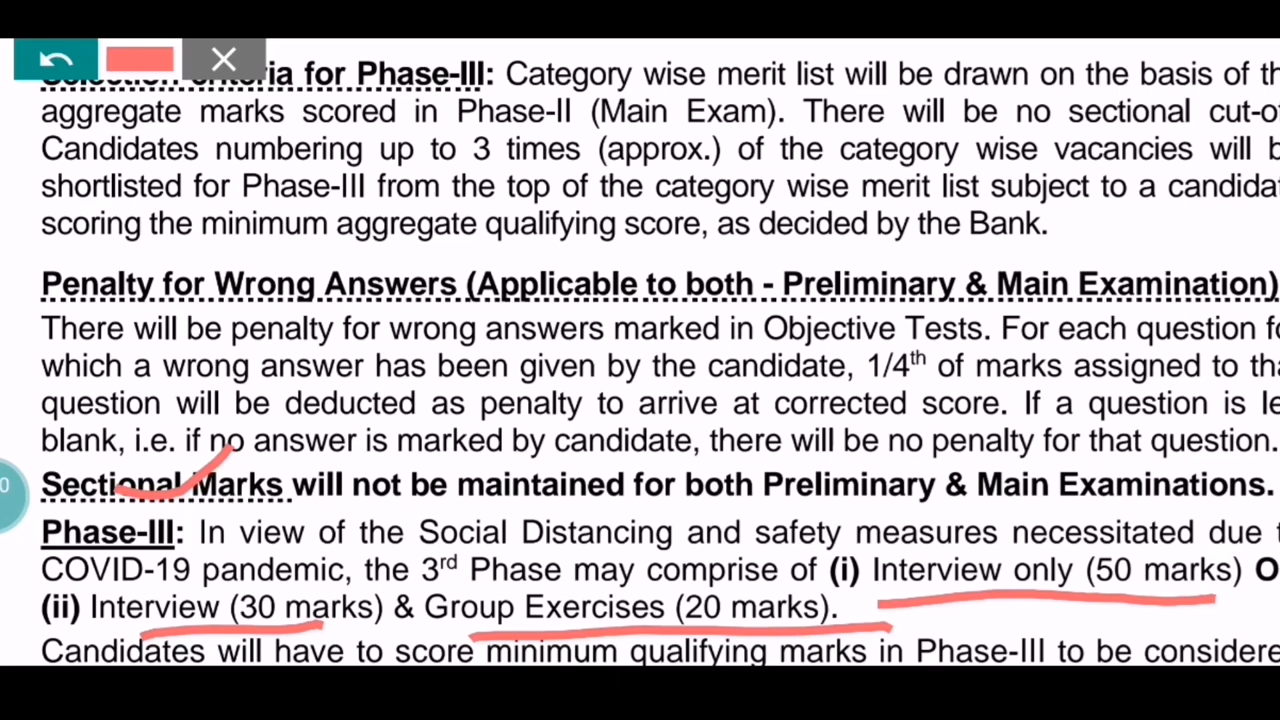 Selection criteria for Phase-III: Category wise merit list will be drawn on the basis of th
aggregate marks scored in Phase-II (Main Exam). There will be no sectional cut-o
Candidates numbering up to 3 times (approx.) of the category wise vacancies will b
shortlisted for Phase-III from the top of the category wise merit list subject to a candidat
scoring the minimum aggregate qualifying score, as decided by the Bank.
Penalty for Wrong Answers (Applicable to both - Preliminary & Main Examination)
There will be penalty for wrong answers marked in Objective Tests. For each question fo
which a wrong answer has been given by the candidate, 1/4th of marks assigned to tha
question will be deducted as penalty to arrive at corrected score. If a question is le
blank, i.e. if no answer is marked by candidate, there will be no penalty for that question.
0
Sectional Marks will not be maintained for both Preliminary & Main Examinations.
Phase-III: In view of the Social Distancing and safety measures necessitated due t
COVID-19 pandemic, the 3rd Phase may comprise of (i) Interview only (50 marks) O
(ii) Interview (30 marks) & Group Exercises (20 marks).
Candidates will have to score minimum qualifying marks in Phase-III to be considere